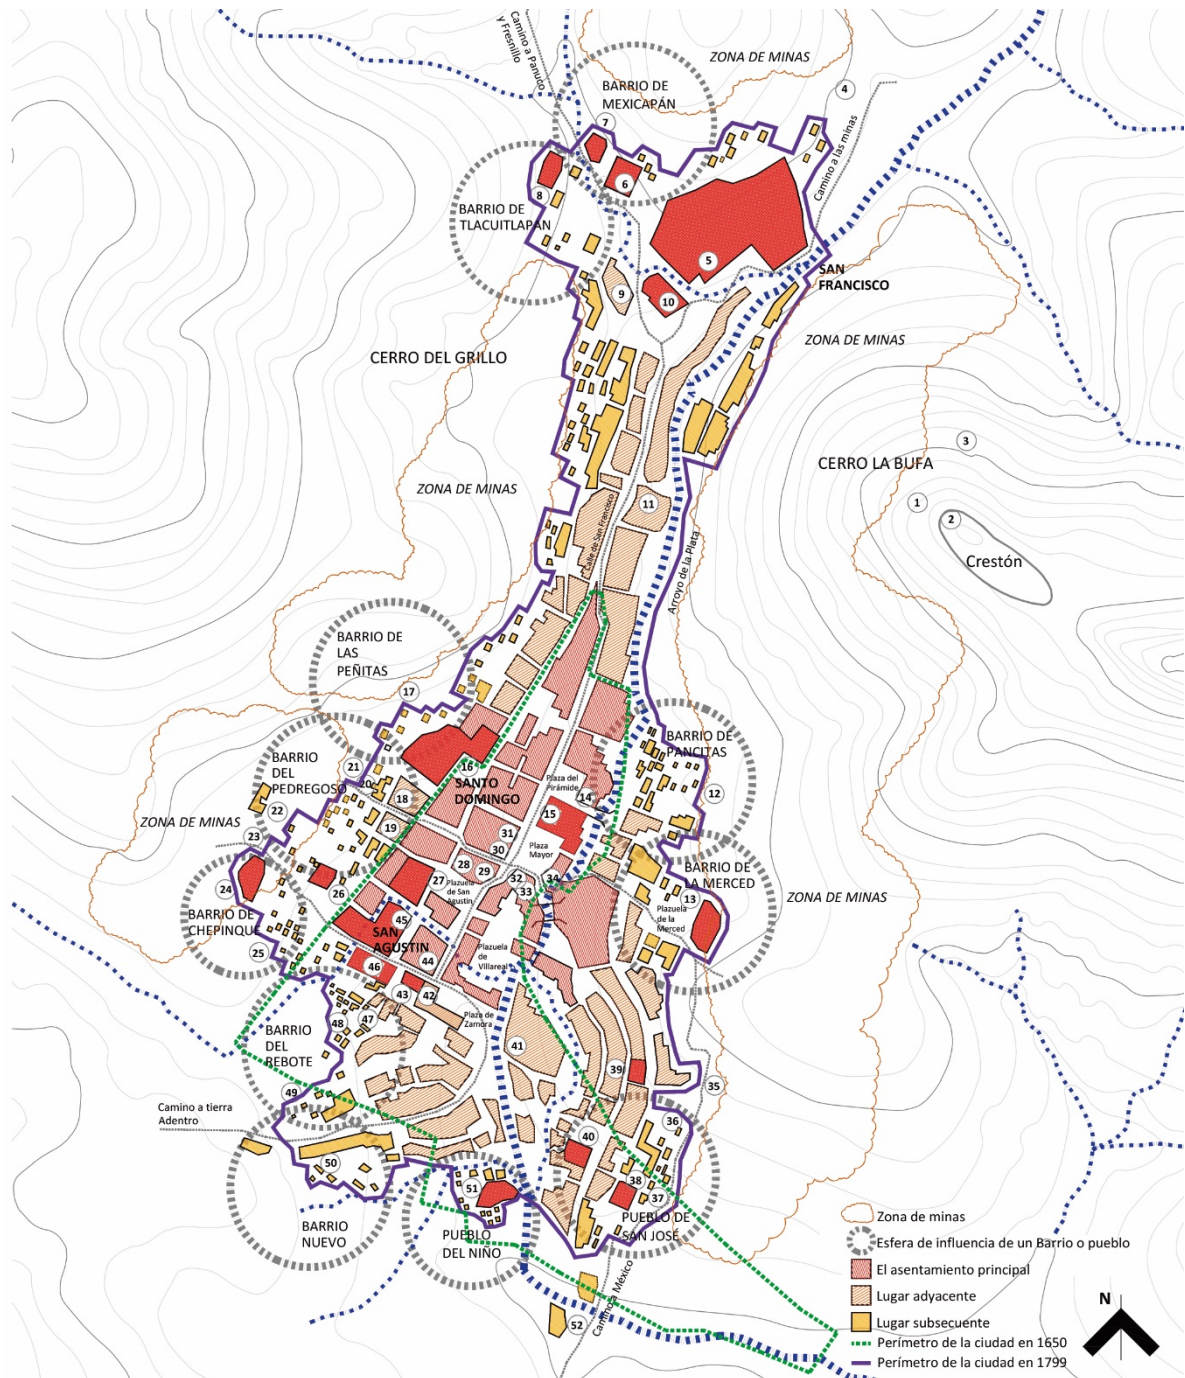 Camino a Panuco
y Fresnillo
ZONA DE MINAS
4
BARRIO DE
MEXICAPÁN
7
Camino a las minas
6
8
BARRIO DE
TLACUITLAPAN
5
SAN
FRANCISCO
9
10
ZONA DE MINAS
CERRO DEL GRILLO
3
CERRO LA BUFA
ZONA DE MINAS
1
2
11
Calle de San Francisco
Crestón
Arroyo de la Plata
BARRIO DE
LAS
PEÑITAS
17
BARRIO DE
PANCITAS
21
BARRIO
DEL
PEDREGOSO
16
SANTO
DOMINGO
Plaza del
Pirámide
20
18
14
12
22
15
ZONA DE MINAS
19
31
30
Plaza
Mayor
23
28
29
BARRIO DE
LA MERCED
24
26
27
Plazuela de San
Agustin
32
33
34
13
ZONA DE MINAS
BARRIO DE
CHEPINQUE
45
Plazuela
de la
Merced
SAN
AGUSTIN
25
44
Plazuela
de
Villareal
46
43
42
Plaza de
Zamora
48
47
BARRIO
DEL
REBOTE
41
39
35
49
Camino a tierra
Adentro
36
40
50
51
38
37
BARRIO
NUEVO
PUEBLO
DEL NIÑO
PUEBLO DE
SAN JOSÉ
Camino a México
52
Zona de minas
Esfera de influencia de un Barrio o pueblo
El asentamiento principal
Lugar adyacente
Lugar subsecuente
Perímetro de la ciudad en 1650
Perímetro de la ciudad en 1799
N